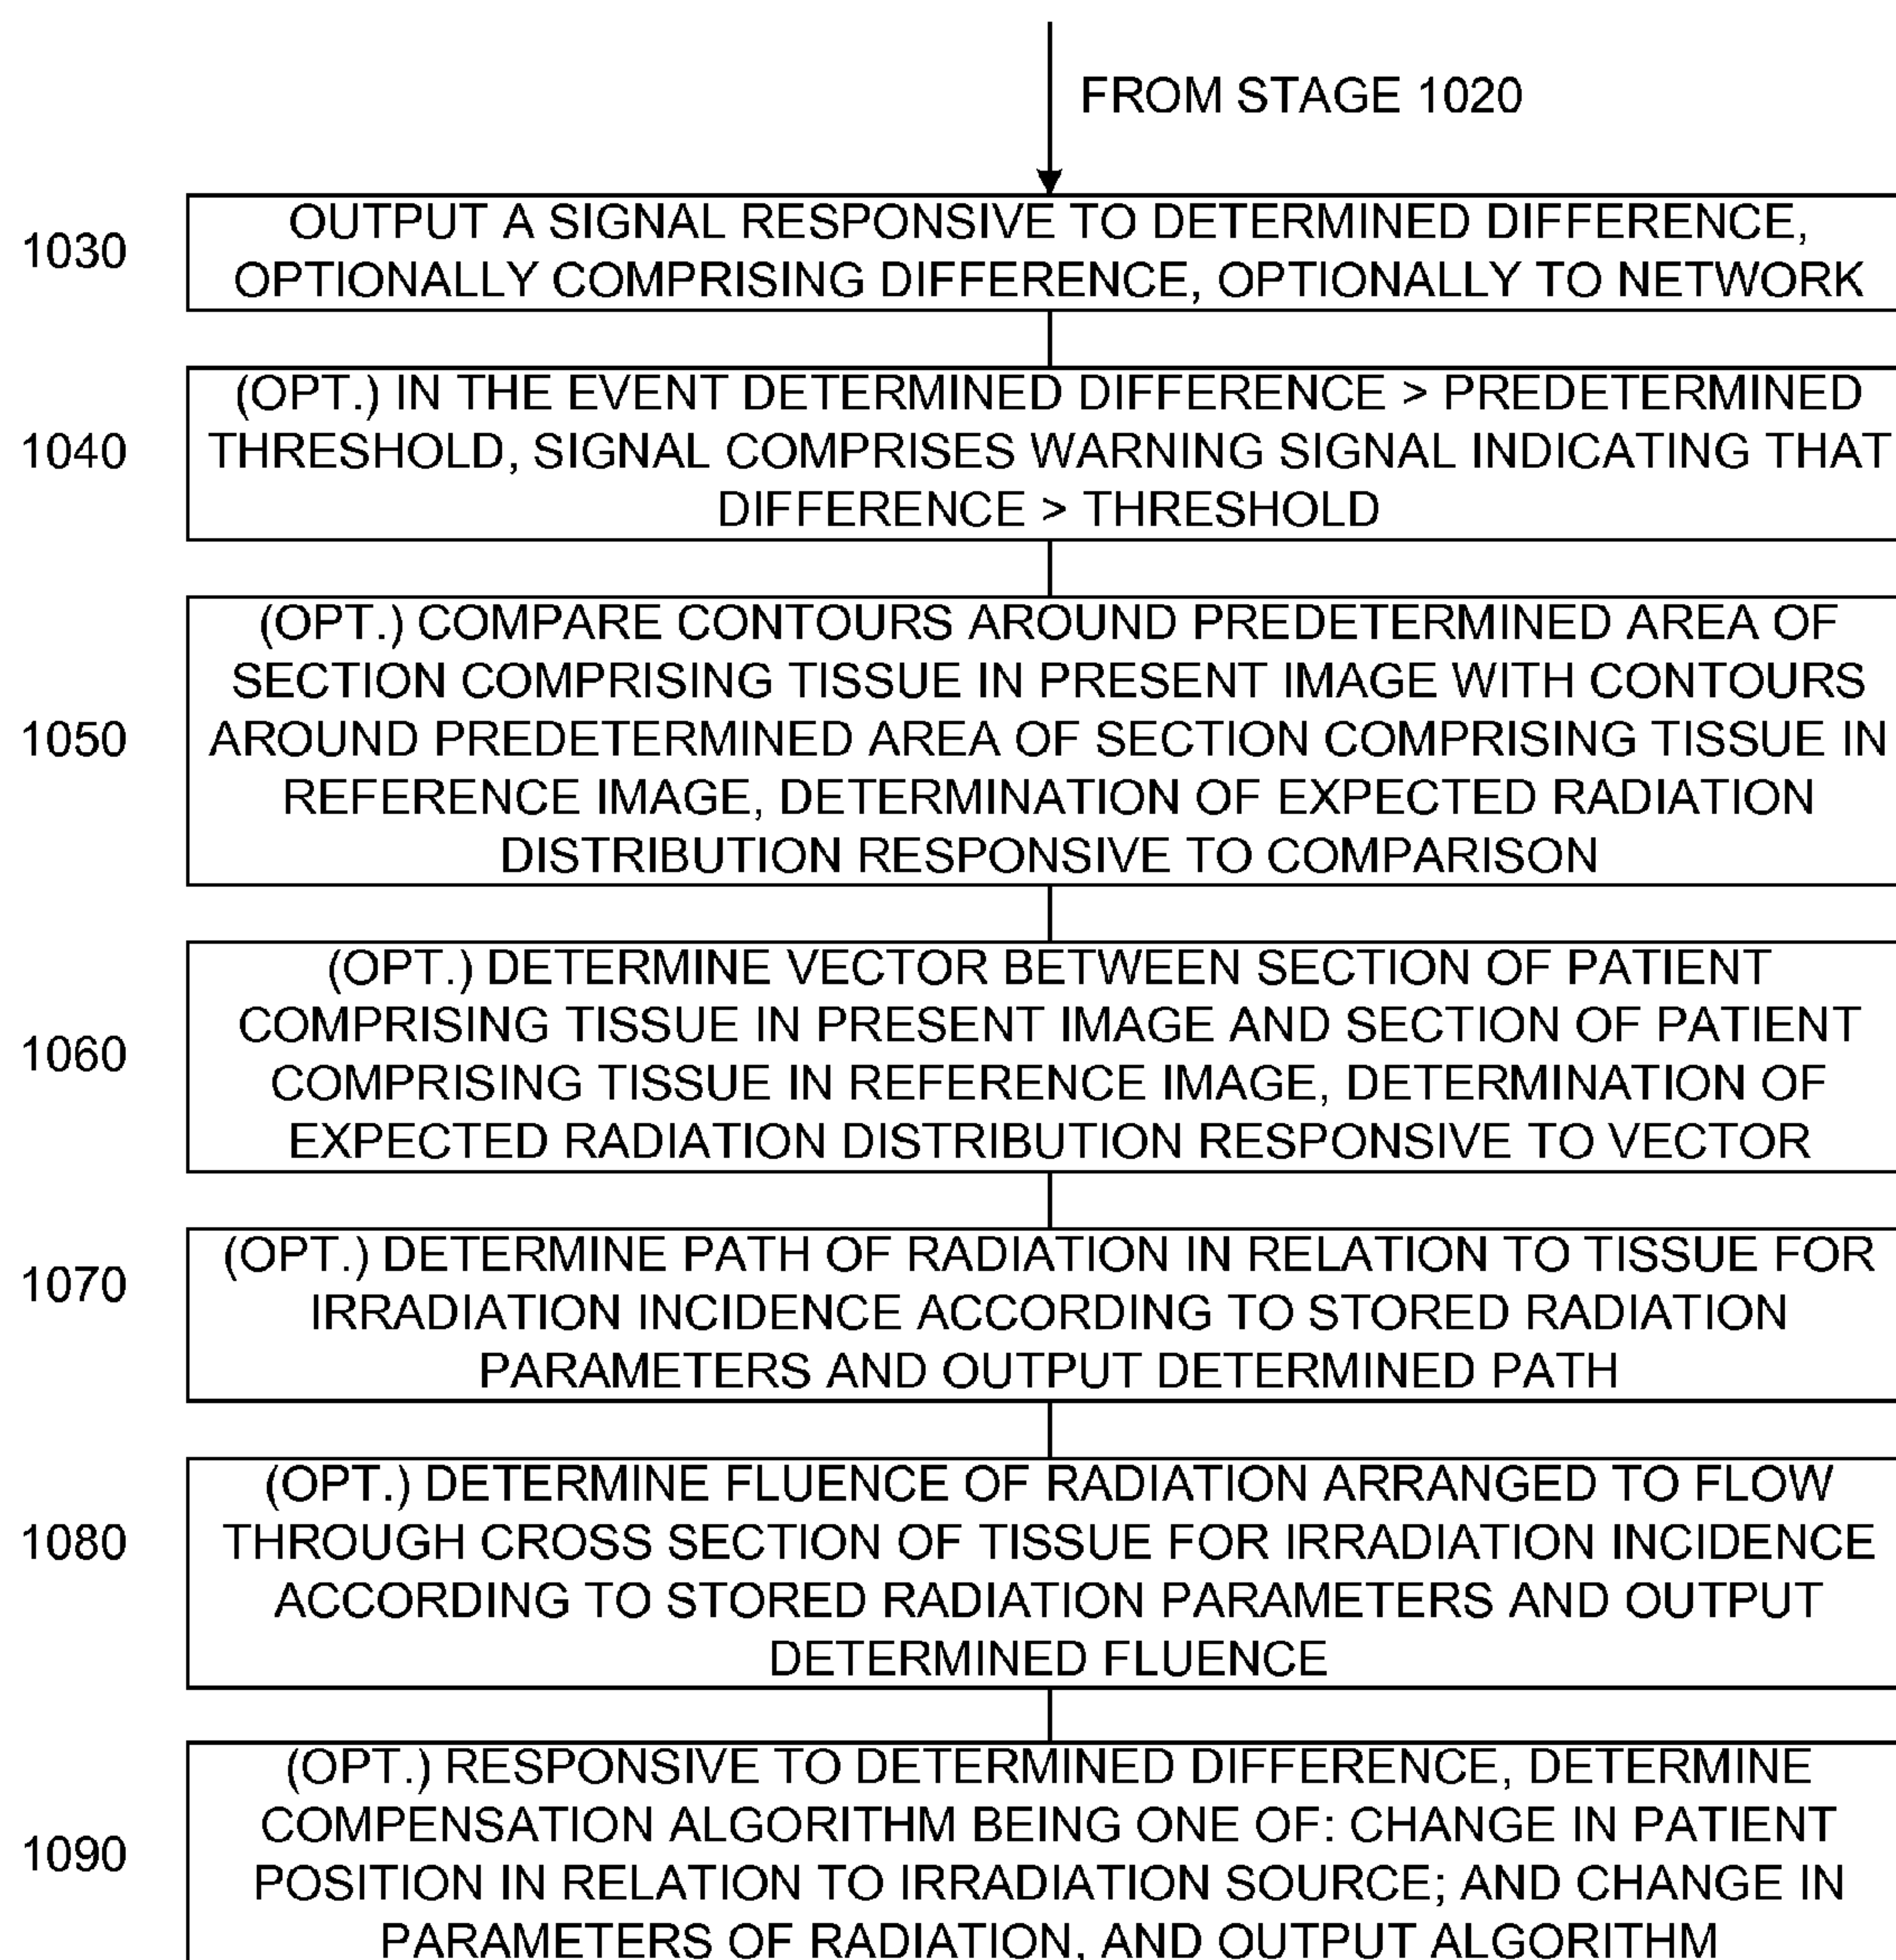 FROM STAGE 1020
1030
OUTPUT A SIGNAL RESPONSIVE TO DETERMINED DIFFERENCE,
OPTIONALLY COMPRISING DIFFERENCE, OPTIONALLY TO NETWORK
1040
(OPT.) IN THE EVENT DETERMINED DIFFERENCE > PREDETERMINED
THRESHOLD, SIGNAL COMPRISES WARNING SIGNAL INDICATING THAT
DIFFERENCE > THRESHOLD
1050
(OPT.) COMPARE CONTOURS AROUND PREDETERMINED AREA OF
SECTION COMPRISING TISSUE IN PRESENT IMAGE WITH CONTOURS
AROUND PREDETERMINED AREA OF SECTION COMPRISING TISSUE IN
REFERENCE IMAGE, DETERMINATION OF EXPECTED RADIATION
DISTRIBUTION RESPONSIVE TO COMPARISON
1060
(OPT.) DETERMINE VECTOR BETWEEN SECTION OF PATIENT
COMPRISING TISSUE IN PRESENT IMAGE AND SECTION OF PATIENT
COMPRISING TISSUE IN REFERENCE IMAGE, DETERMINATION OF
EXPECTED RADIATION DISTRIBUTION RESPONSIVE TO VECTOR
1070
(OPT.) DETERMINE PATH OF RADIATION IN RELATION TO TISSUE FOR
IRRADIATION INCIDENCE ACCORDING TO STORED RADIATION
PARAMETERS AND OUTPUT DETERMINED PATH
1080
(OPT.) DETERMINE FLUENCE OF RADIATION ARRANGED TO FLOW
THROUGH CROSS SECTION OF TISSUE FOR IRRADIATION INCIDENCE
ACCORDING TO STORED RADIATION PARAMETERS AND OUTPUT
DETERMINED FLUENCE
1090
(OPT.) RESPONSIVE TO DETERMINED DIFFERENCE, DETERMINE
COMPENSATION ALGORITHM BEING ONE OF: CHANGE IN PATIENT
POSITION IN RELATION TO IRRADIATION SOURCE; AND CHANGE IN
PARAMETERS OF RADIATION, AND OUTPUT ALGORITHM